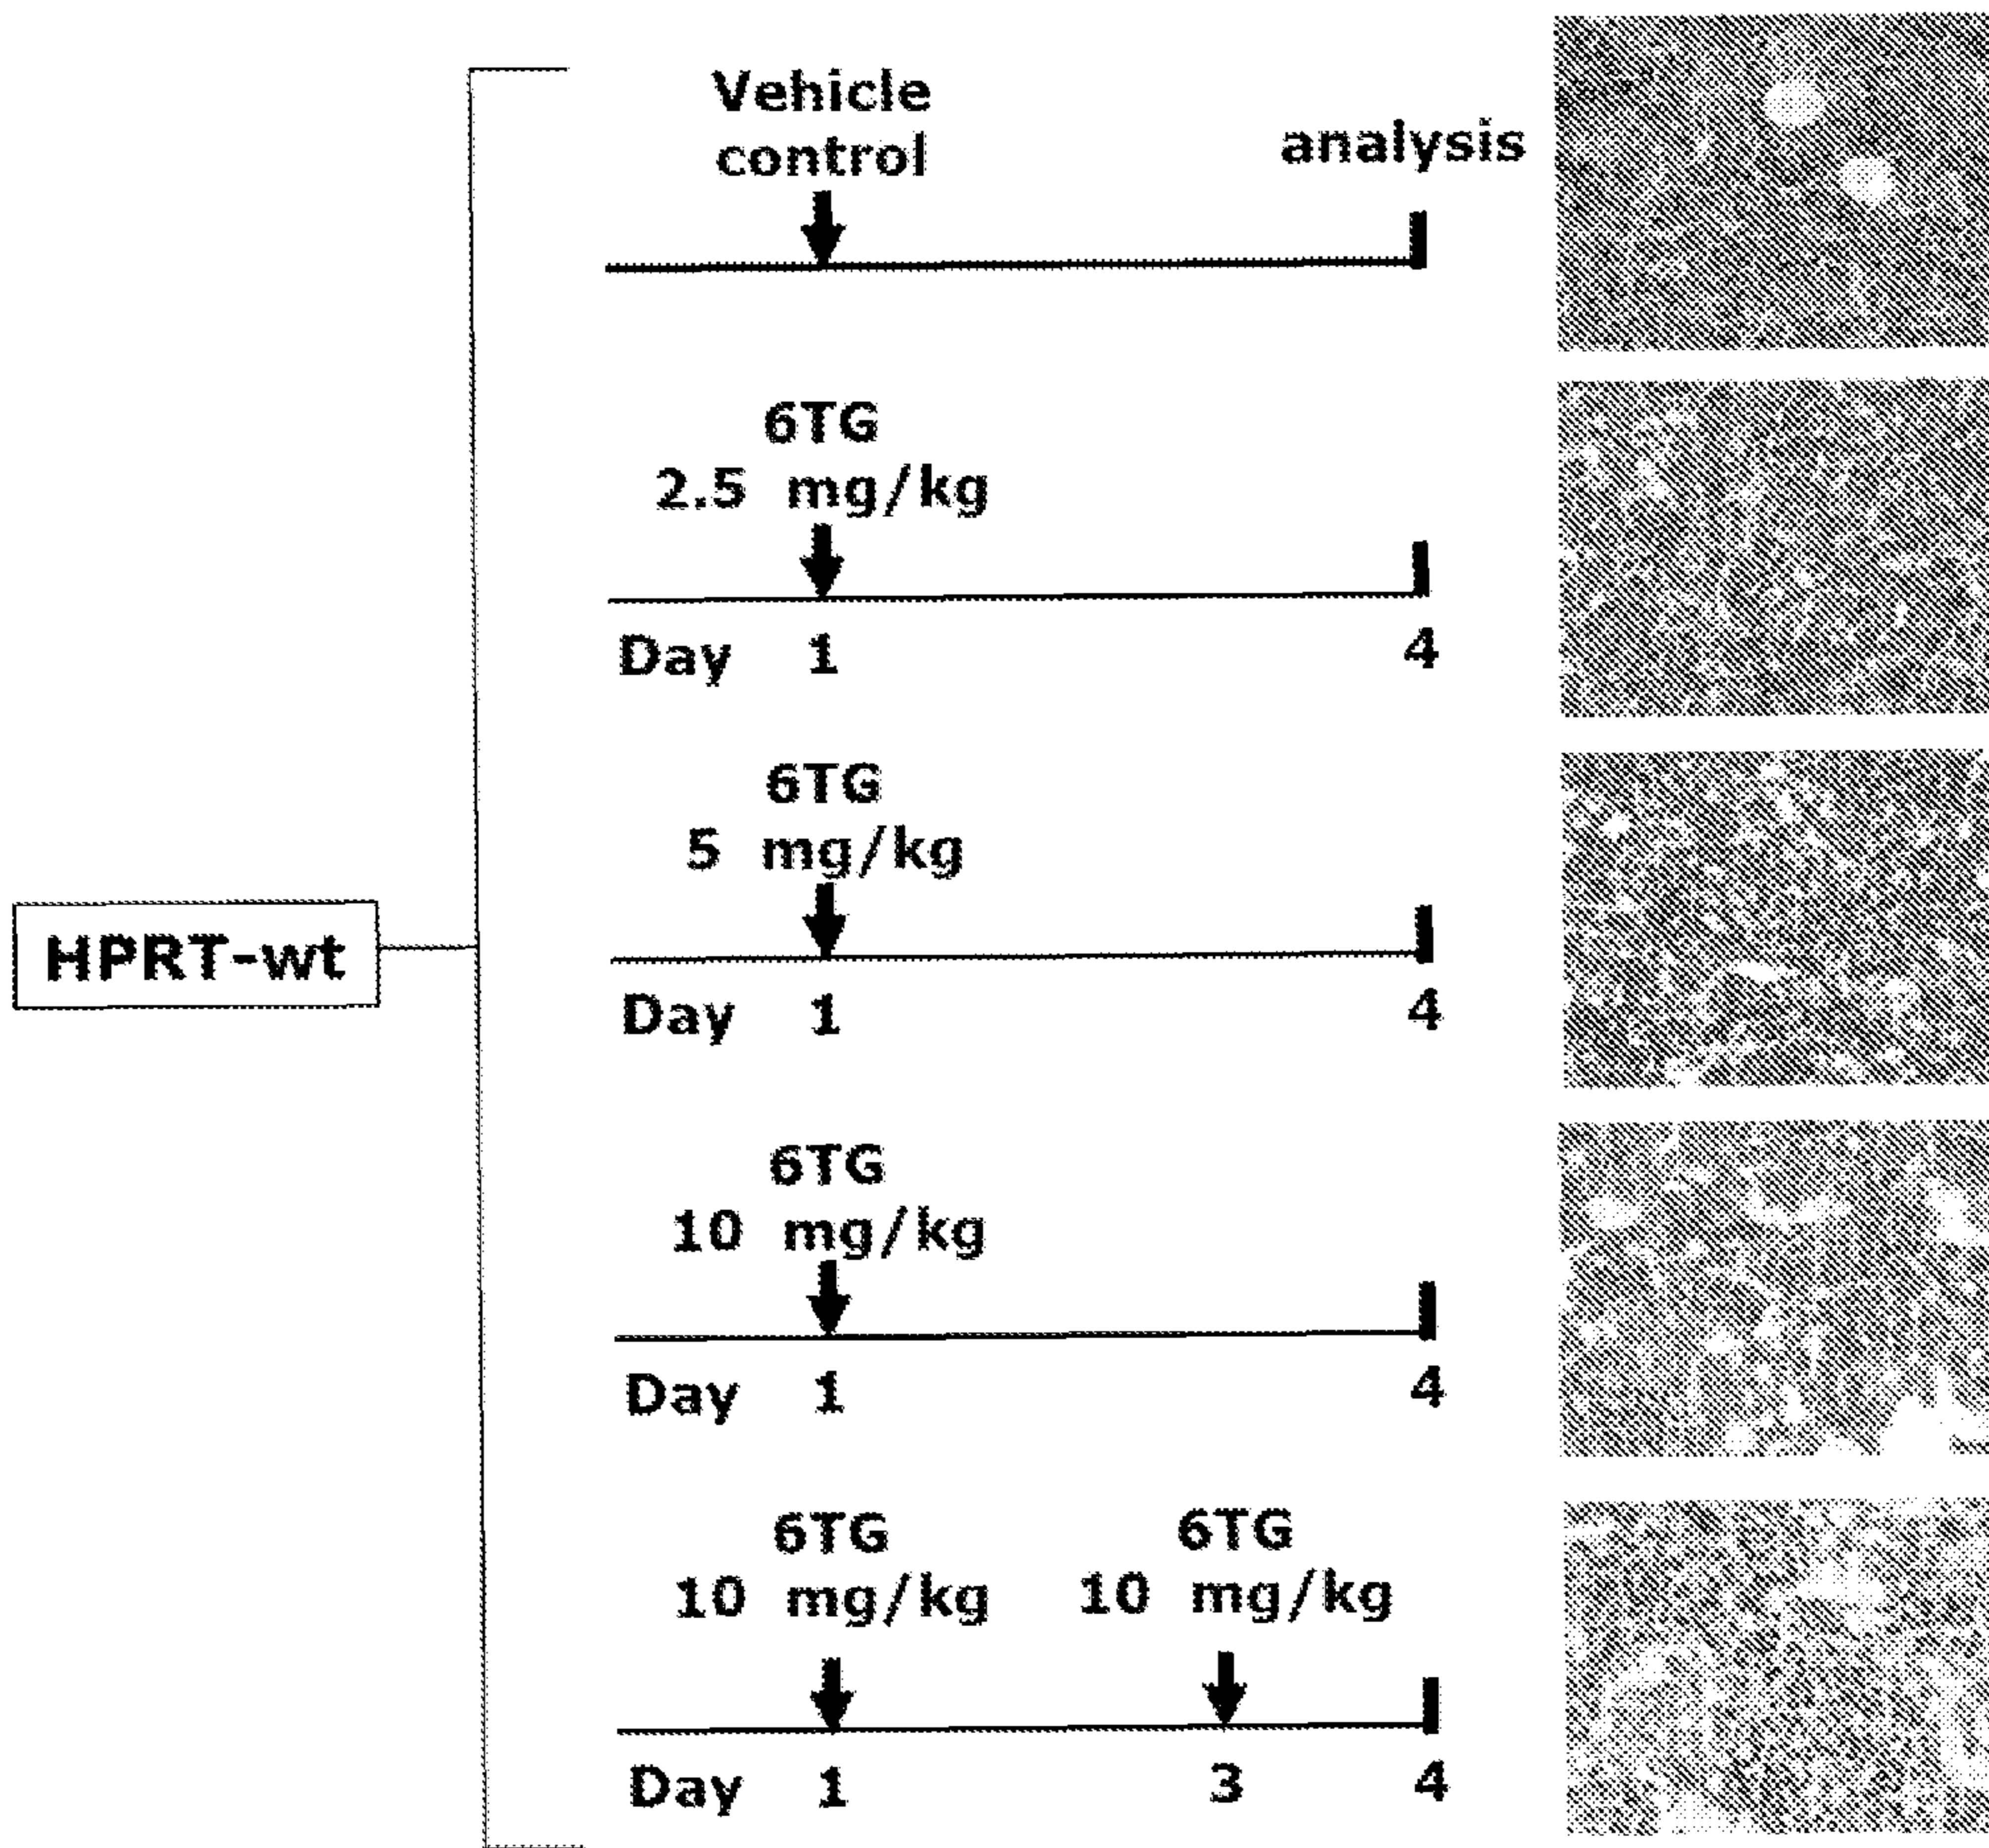 Vehicle
control
analysis
6TG
2.5 mg/kg
Day 1 4
6TG
5 mg/kg
Day 1 4
HPRT-wt
6TG
10 mg/kg
Day 1 4
6TG 6TG
10 mg/kg 10 mg/kg
Day 1 3 4